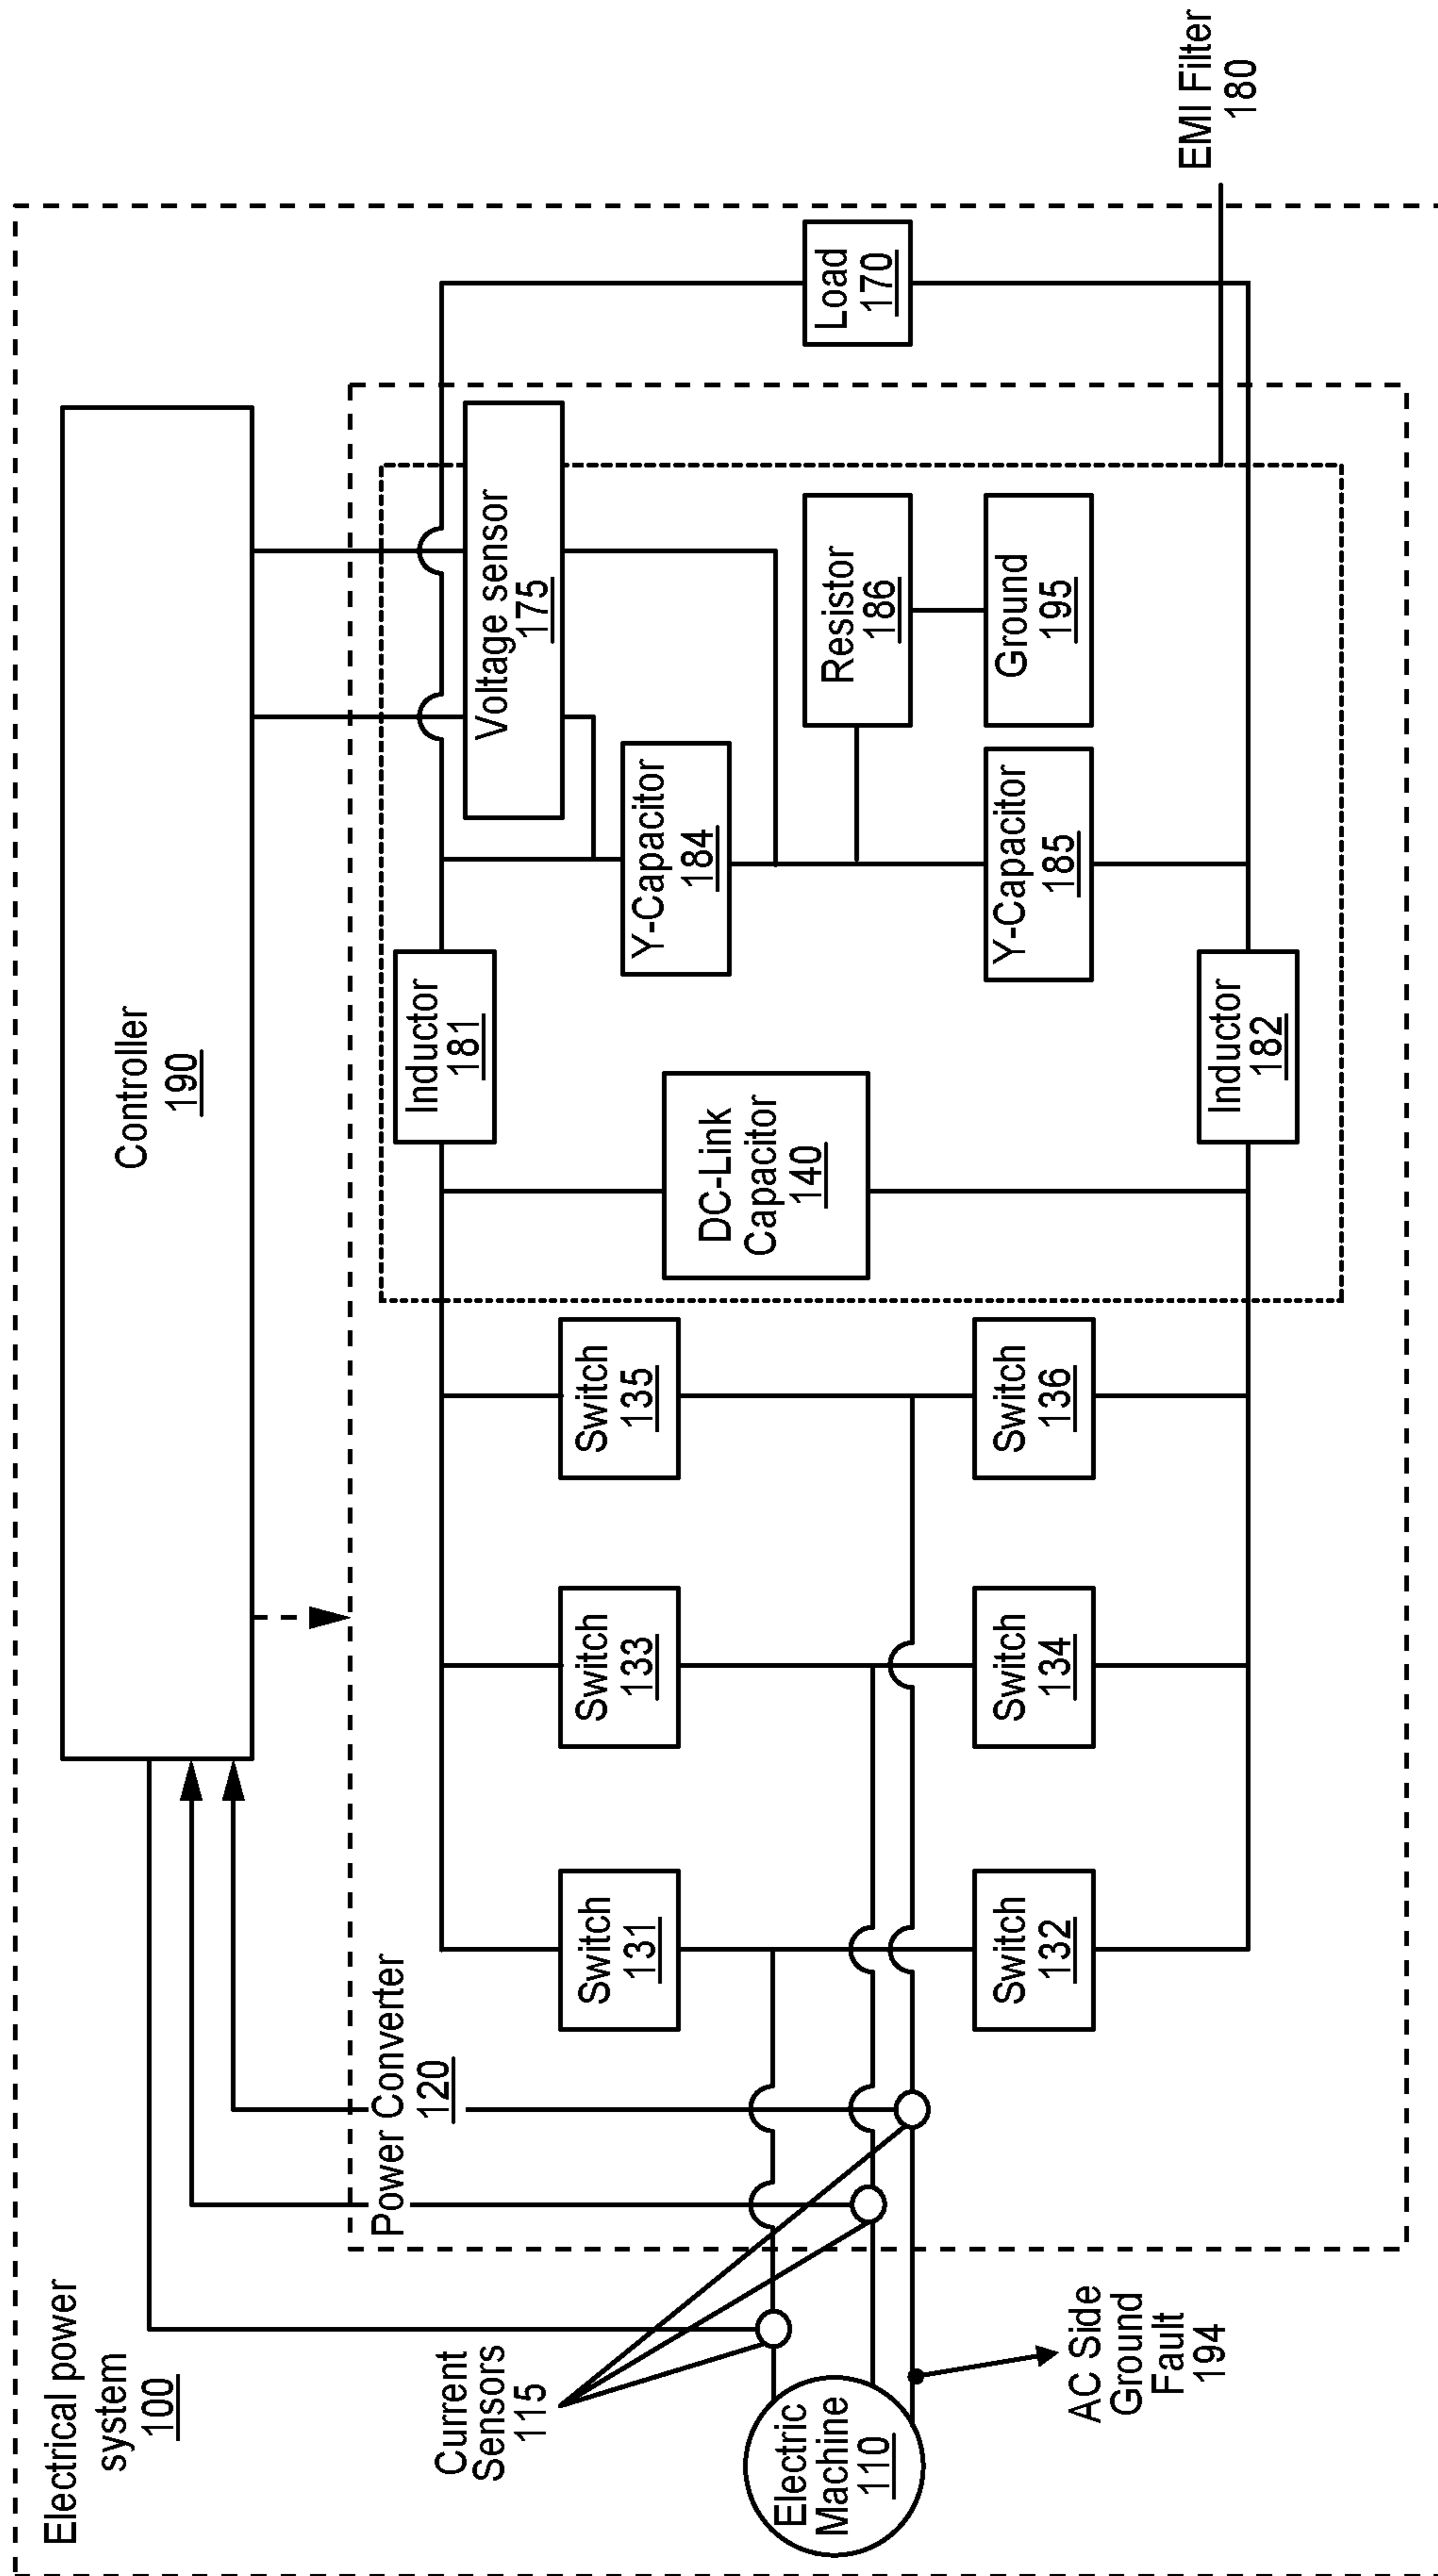 Electrical power
system
100
Controller
190
Power Converter
120
Current
Sensors
115
Electric
Machine
110
AC Side
Ground
Fault
194
Switch
131
Switch
132
Switch
133
Switch
134
Switch
135
Switch
136
DC-Link
Capacitor
140
Inductor
181
Inductor
182
Voltage sensor
175
Y-Capacitor
184
Y-Capacitor
185
Resistor
186
Ground
195
Load
170
EMI Filter
180